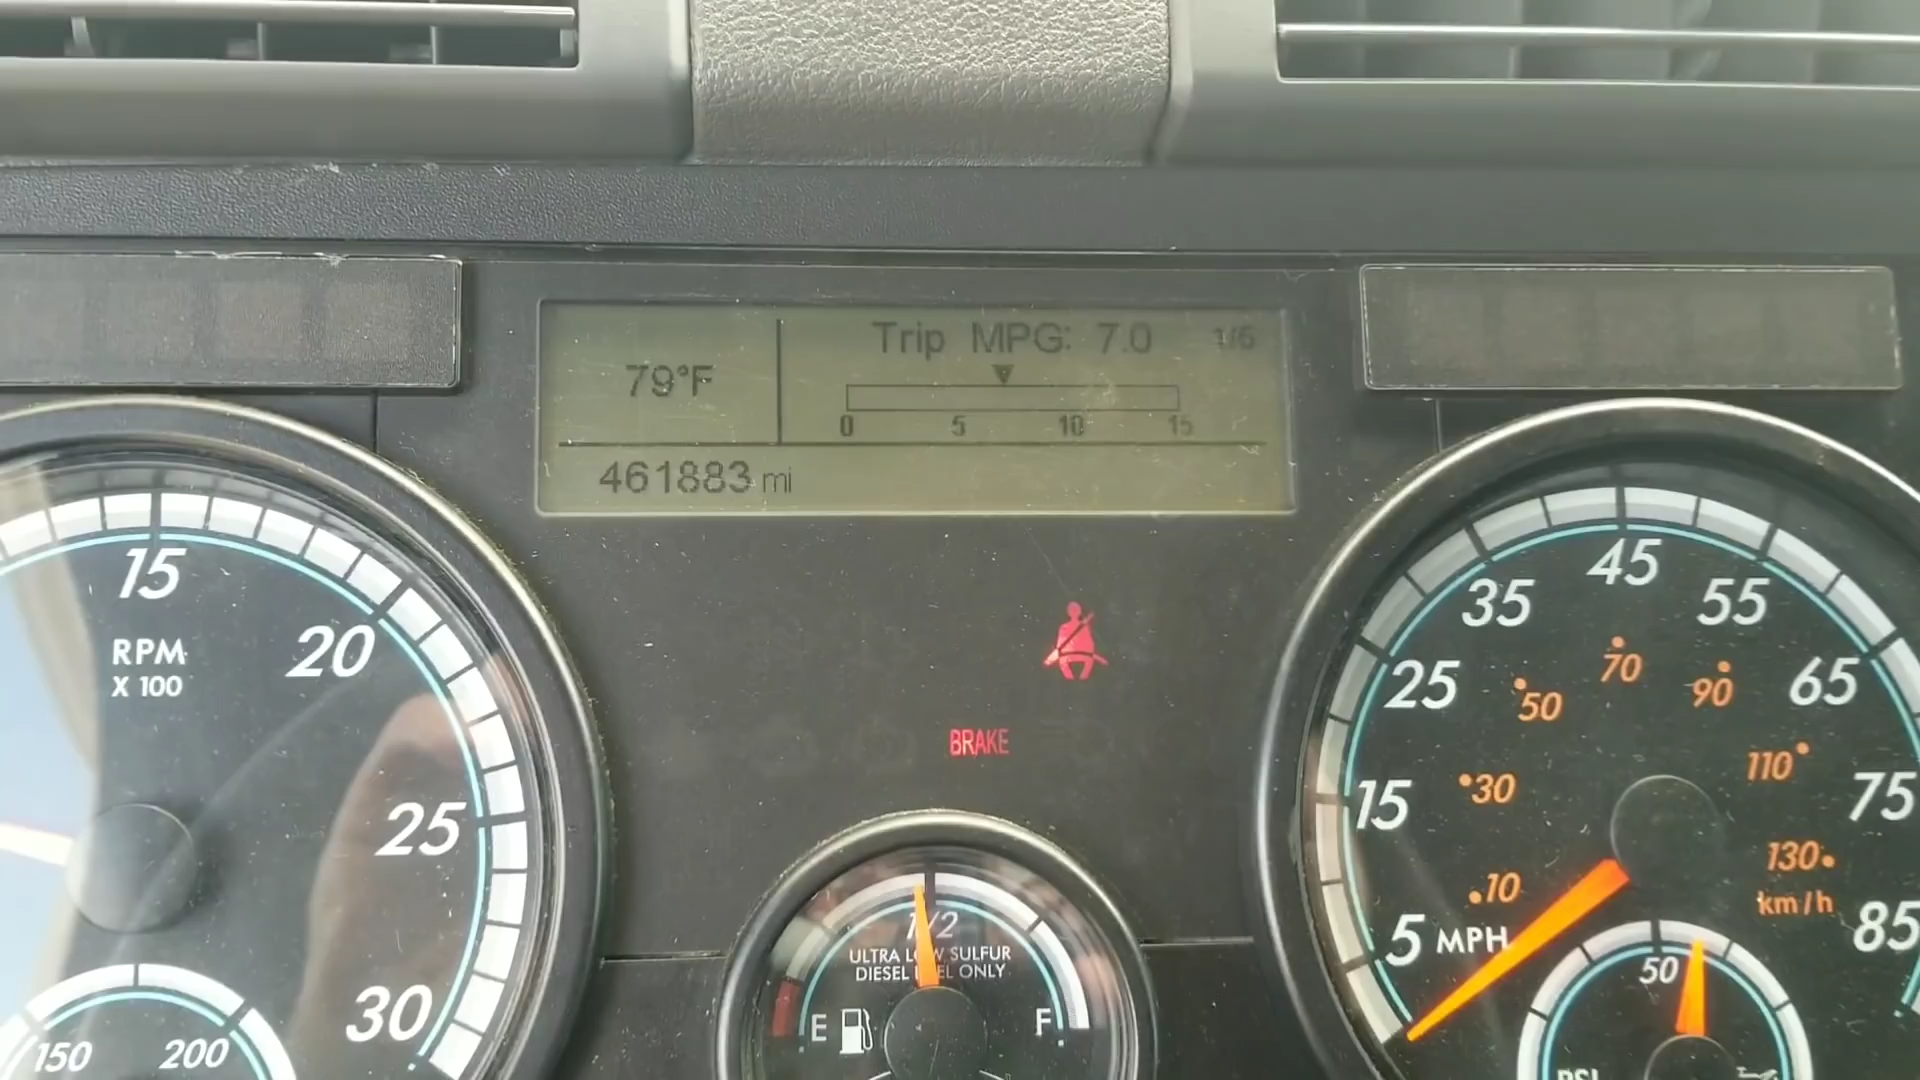 Trip MPG: 7.0 1/6
79°F
0 5 10 15
461883 mi
15
20
25
30
RPM
X 100
150 200
BRAKE
1/2
ULTRA LOW SULFUR
DIESEL FUEL ONLY
E F
5 15 25 35 45 55 65 75 85
MPH
10 30 50 70 90 110 130
km/h
50
PSI